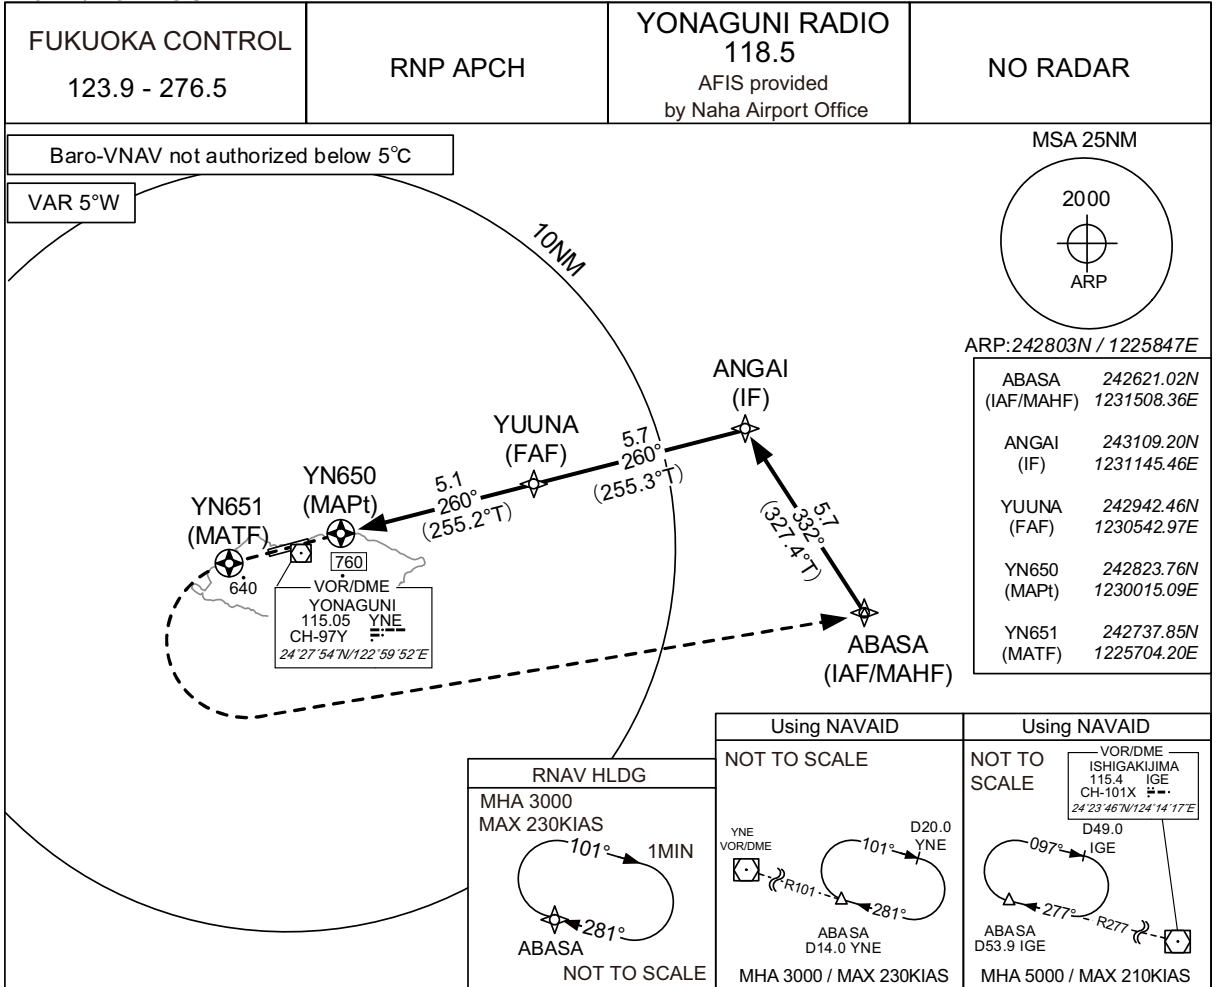 FUKUOKA CONTROL
123.9 - 276.5
RNP APCH
YONAGUNI RADIO
118.5
AFIS provided
by Naha Airport Office
NO RADAR
Baro-VNAV not authorized below 5°C
VAR 5°W
MSA 25NM
2000
ARP
ARP:242803N / 1225847E
ABASA 242621.02N
(IAF/MAHF) 1231508.36E
ANGAI 243109.20N
(IF) 1231145.46E
YUUNA 242942.46N
(FAF) 1230542.97E
YN650 242823.76N
(MAPt) 1230015.09E
YN651 242737.85N
(MATF) 1225704.20E
10NM
ANGAI
(IF)
5.7
260°
(255.3°T)
YUUNA
(FAF)
5.1
260°
(255.2°T)
YN650
(MAPt)
YN651
(MATF)
5.7
332°
(327.4°T)
760
640
VOR/DME
YONAGUNI
115.05 YNE
CH-97Y
24°27′54″N/122°59′52″E
ABASA
(IAF/MAHF)
RNAV HLDG
MHA 3000
MAX 230KIAS
101°
1MIN
281°
ABASA
NOT TO SCALE
Using NAVAID
NOT TO SCALE
YNE
VOR/DME
D20.0
YNE
101°
R101
281°
ABASA
D14.0 YNE
MHA 3000 / MAX 230KIAS
Using NAVAID
NOT TO
SCALE
VOR/DME
ISHIGAKIJIMA
115.4 IGE
CH-101X
24°23′46″N/124°14′17″E
D49.0
IGE
097°
277°
R277
ABASA
D53.9 IGE
MHA 5000 / MAX 210KIAS